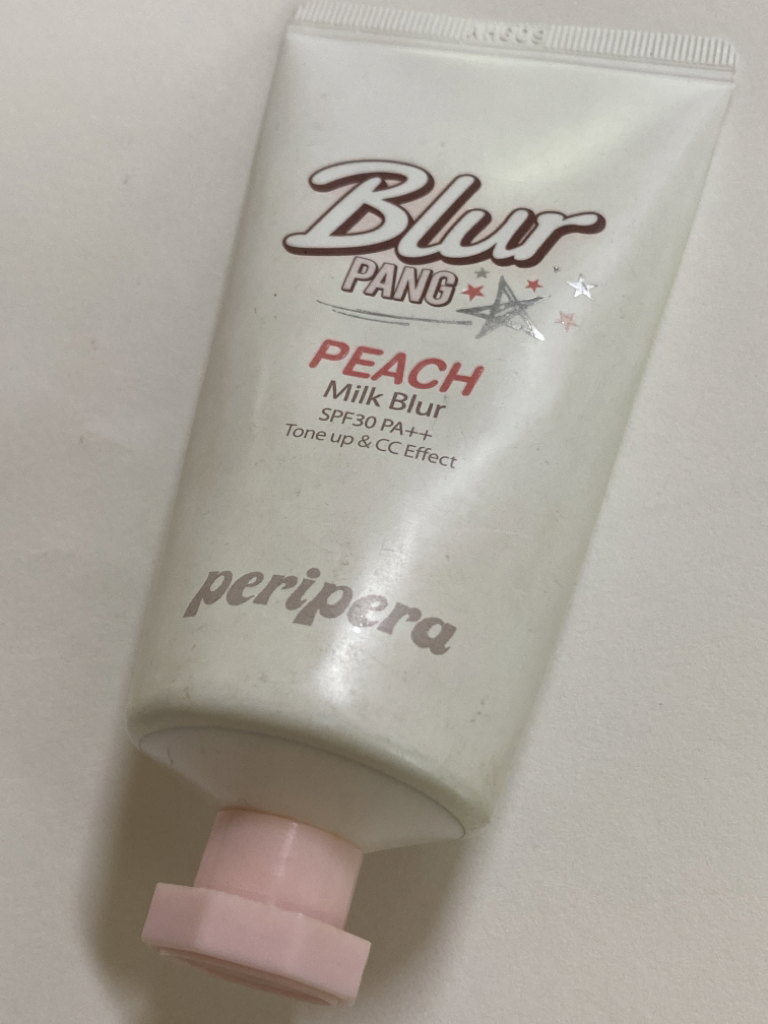 Blur
PANG
PEACH
Milk Blur
SPF30 PA++
Tone up & CC Effect
peripera